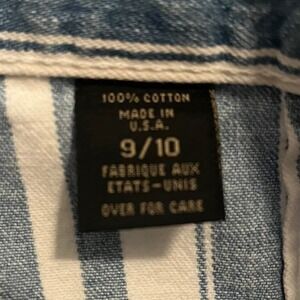 100% COTTON
MADE IN
U.S.A.
9/10
FABRIQUE AUX
ETATS-UNIS
OVER FOR CARE